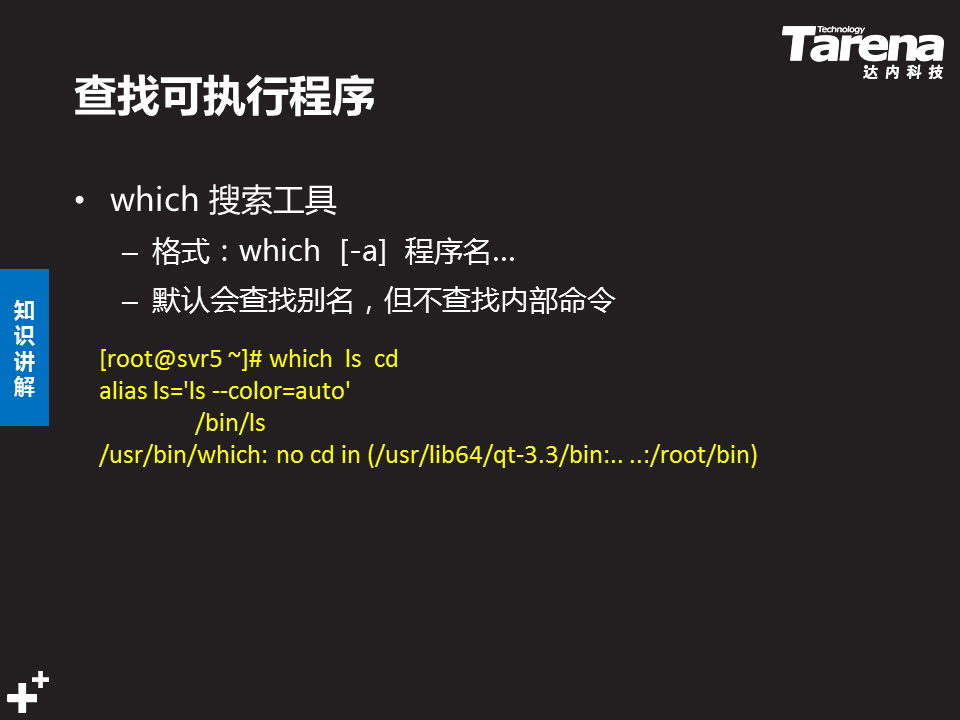 Technology
Tarena
达内科技
查找可执行程序
• which 搜索工具
– 格式：which [-a] 程序名…
– 默认会查找别名，但不查找内部命令
知识讲解
[root@svr5 ~]# which ls cd
alias ls='ls --color=auto'
/bin/ls
/usr/bin/which: no cd in (/usr/lib64/qt-3.3/bin:.. ..:/root/bin)